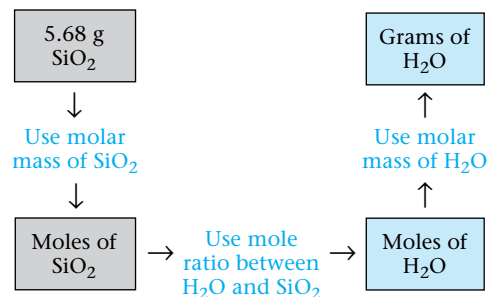 5.68 g
SiO₂
Use molar
mass of SiO₂
Moles of
SiO₂
Use mole
ratio between
H₂O and SiO₂
Moles of
H₂O
Use molar
mass of H₂O
Grams of
H₂O